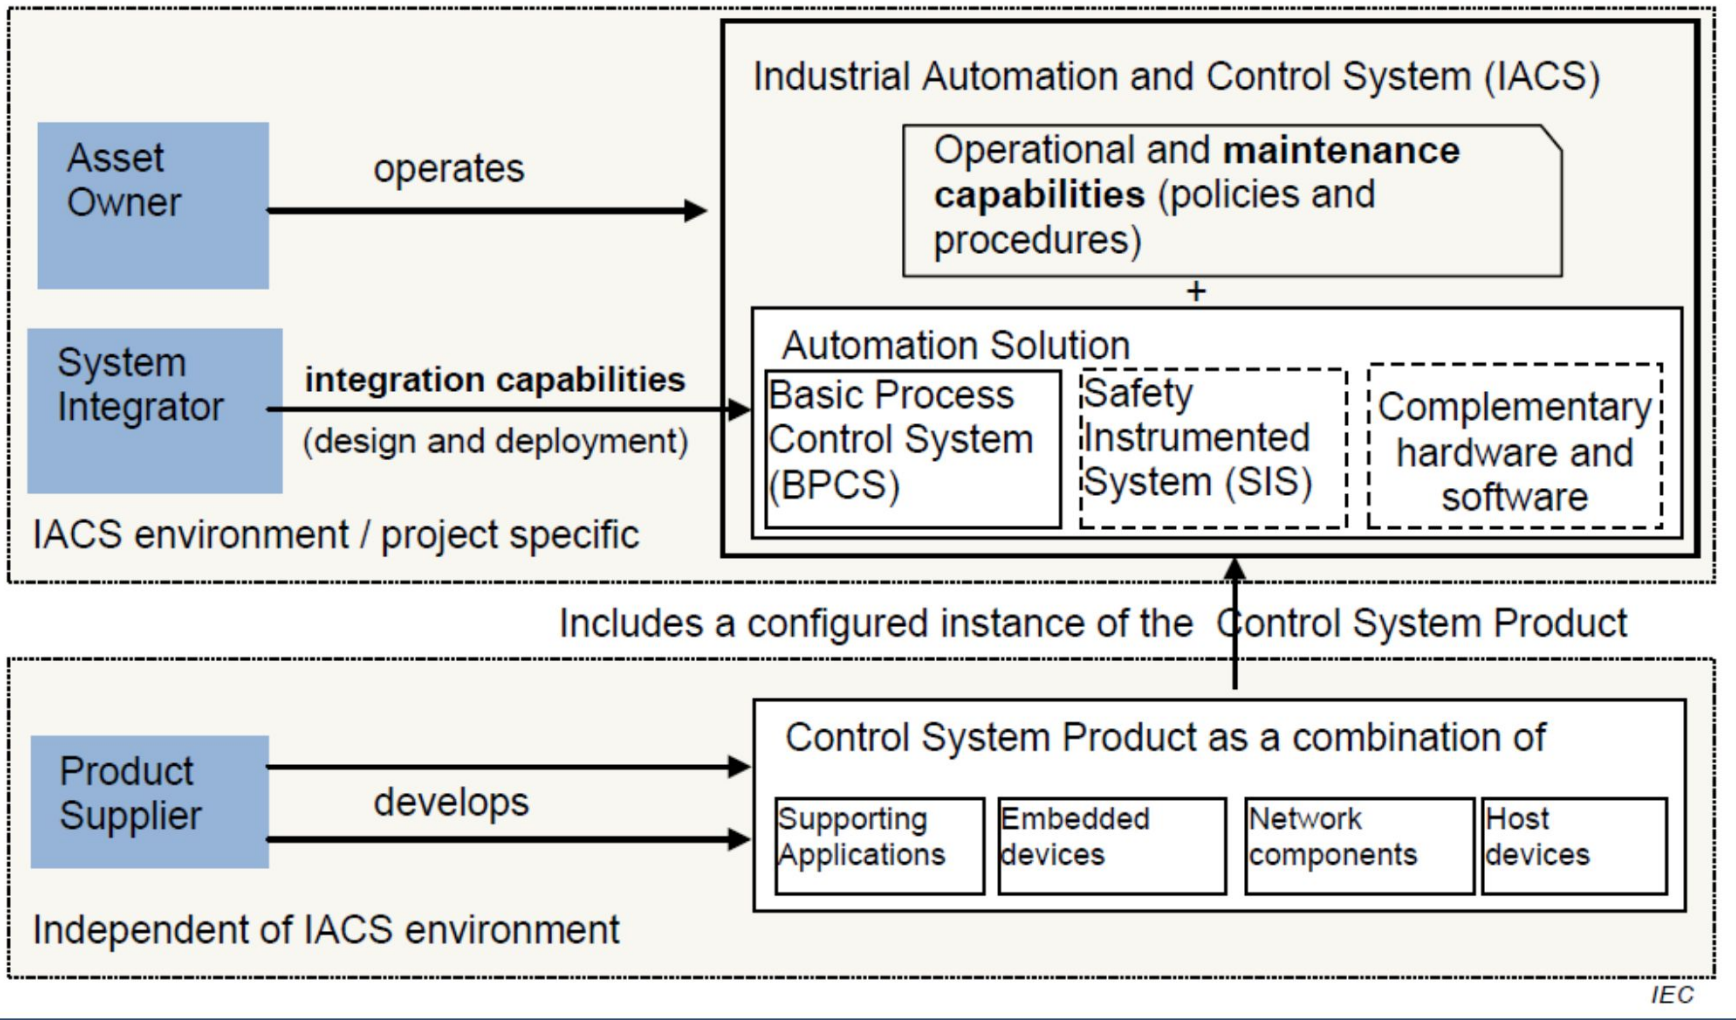 Industrial Automation and Control System (IACS)
Asset
Owner
operates
Operational and maintenance
capabilities (policies and
procedures)
+
System
Integrator
integration capabilities
(design and deployment)
Automation Solution
Basic Process
Control System
(BPCS)
Safety
Instrumented
System (SIS)
Complementary
hardware and
software
IACS environment / project specific
Includes a configured instance of the Control System Product
Product
Supplier
develops
Control System Product as a combination of
Supporting
Applications
Embedded
devices
Network
components
Host
devices
Independent of IACS environment
IEC